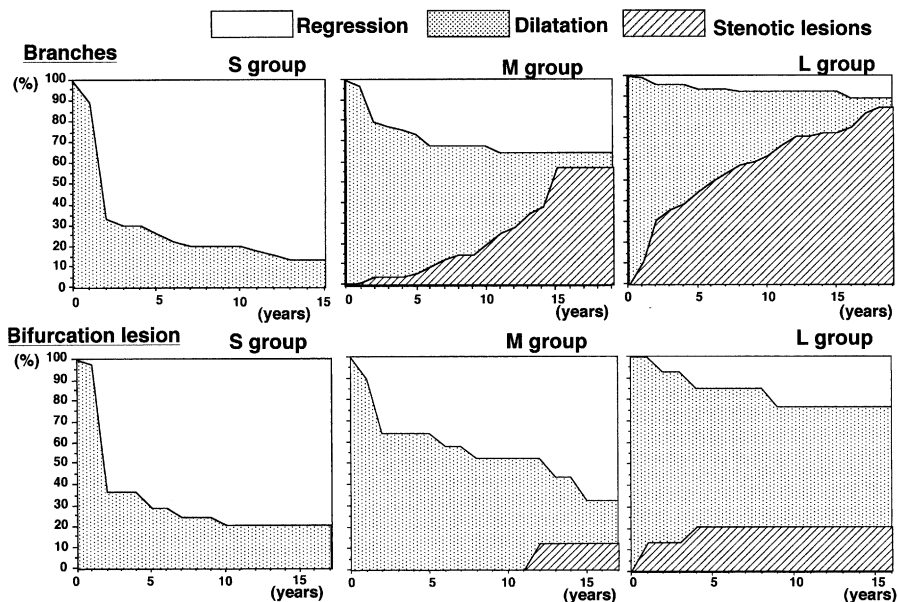 Regression Dilatation Stenotic lesions
Branches
(%) S group M group L group
100
90
80
70
60
50
40
30
20
10
0
0 5 10 15 0 5 10 15 0 5 10 15
(years) (years) (years)
Bifurcation lesion
(%) S group M group L group
100
90
80
70
60
50
40
30
20
10
0
0 5 10 15 0 5 10 15 0 5 10 15
(years) (years) (years)